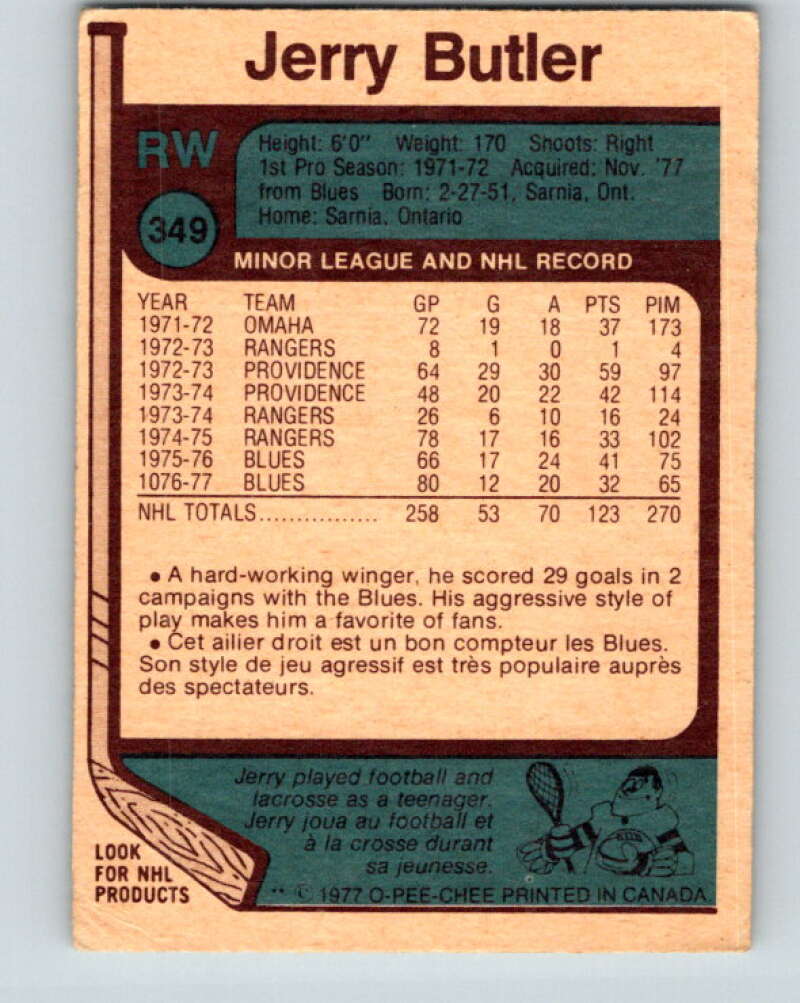 Jerry Butler
RW
Height: 6'0" Weight: 170 Shoots: Right
1st Pro Season: 1971-72 Acquired: Nov. '77
from Blues Born: 2-27-51, Sarnia, Ont.
Home: Sarnia, Ontario
349
MINOR LEAGUE AND NHL RECORD
YEAR TEAM GP G A PTS PIM
1971-72 OMAHA 72 19 18 37 173
1972-73 RANGERS 8 1 0 1 4
1972-73 PROVIDENCE 64 29 30 59 97
1973-74 PROVIDENCE 48 20 22 42 114
1973-74 RANGERS 26 6 10 16 24
1974-75 RANGERS 78 17 16 33 102
1975-76 BLUES 66 17 24 41 75
1076-77 BLUES 80 12 20 32 65
NHL TOTALS................ 258 53 70 123 270
• A hard-working winger, he scored 29 goals in 2
campaigns with the Blues. His aggressive style of
play makes him a favorite of fans.
• Cet ailier droit est un bon compteur les Blues.
Son style de jeu agressif est très populaire auprès
des spectateurs.
Jerry played football and
lacrosse as a teenager.
Jerry joua au football et
à la crosse durant
sa jeunesse.
LOOK
FOR NHL
PRODUCTS
** © 1977 O-PEE-CHEE PRINTED IN CANADA